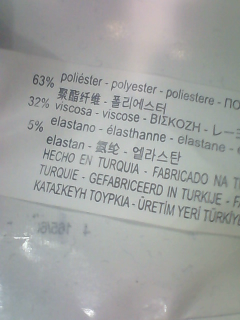 63% poliéster - polyester - poliestere - ПО
聚酯纤维 - 폴리에스터
32% viscosa - viscose - ΒΙΣΚΟΖΗ - レー
5% elastano - élasthanne - elastane -
elastan - 氨纶 - 엘라스탄
HECHO EN TURQUIA - FABRICADO NA T
TURQUIE - GEFABRICEERD IN TURKIJE - FA
ΚΑΤΑΣΚΕΥΗ ΤΟΥΡΚΙΑ - ÜRETİM YERİ TÜRKİYE